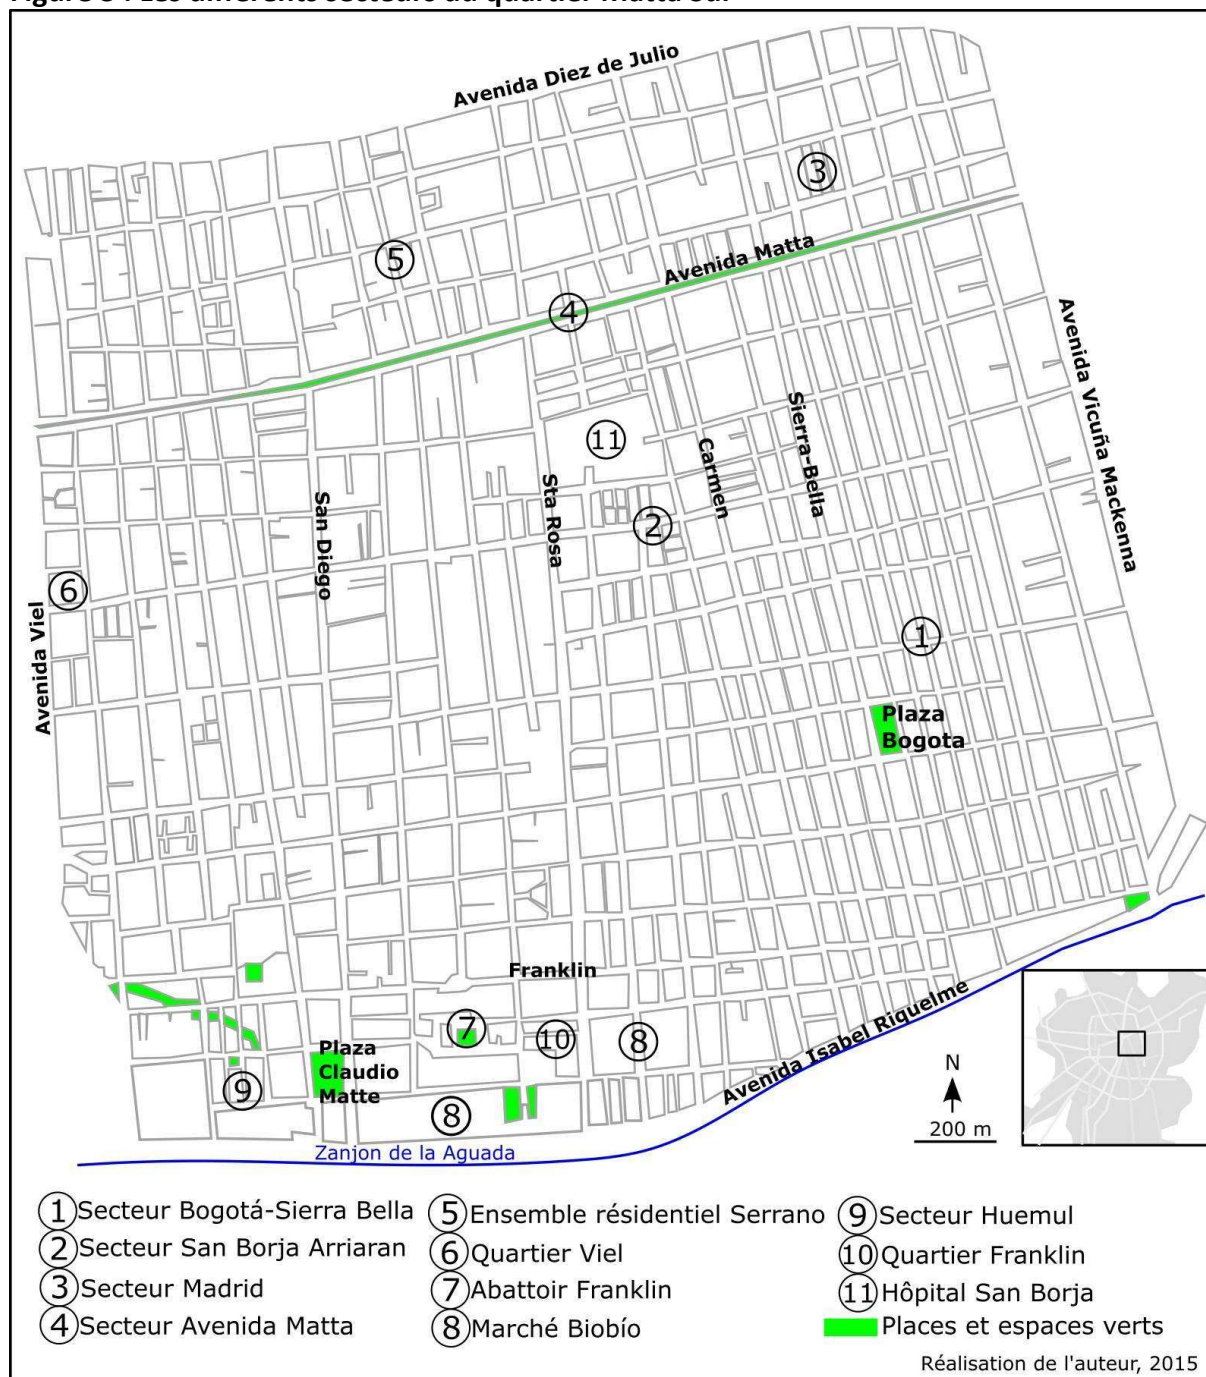 Avenida Diez de Julio
3
5
Avenida Matta
4
Avenida Vicuña Mackenna
Sierra-Bella
11
Carmen
San Diego
Sta Rosa
2
6
Avenida Viel
1
Plaza
Bogota
Franklin
7
10
8
Avenida Isabel Riquelme
Plaza
Claudio
Matte
9
8
N
200 m
Zanjon de la Aguada
1 Secteur Bogotá-Sierra Bella
2 Secteur San Borja Arriaran
3 Secteur Madrid
4 Secteur Avenida Matta
5 Ensemble résidentiel Serrano
6 Quartier Viel
7 Abattoir Franklin
8 Marché Biobío
9 Secteur Huemul
10 Quartier Franklin
11 Hôpital San Borja
Places et espaces verts
Réalisation de l'auteur, 2015